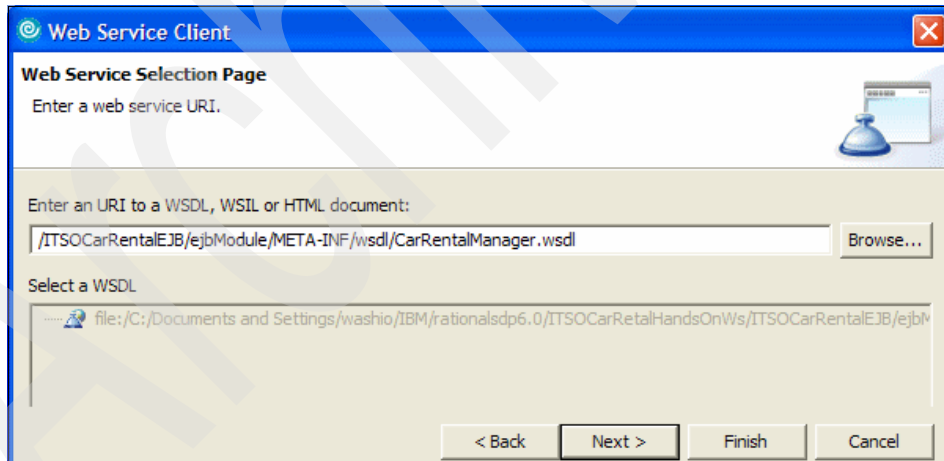 Web Service Client
Web Service Selection Page
Enter a web service URI.
Enter an URI to a WSDL, WSIL or HTML document:
/ITSOCarRentalEJB/ejbModule/META-INF/wsdl/CarRentalManager.wsdl
Browse...
Select a WSDL
file:/C:/Documents and Settings/washio/IBM/rationalsdp6.0/ITSOCarRetalHandsOnWs/ITSOCarRentalEJB/ejbM
< Back Next > Finish Cancel